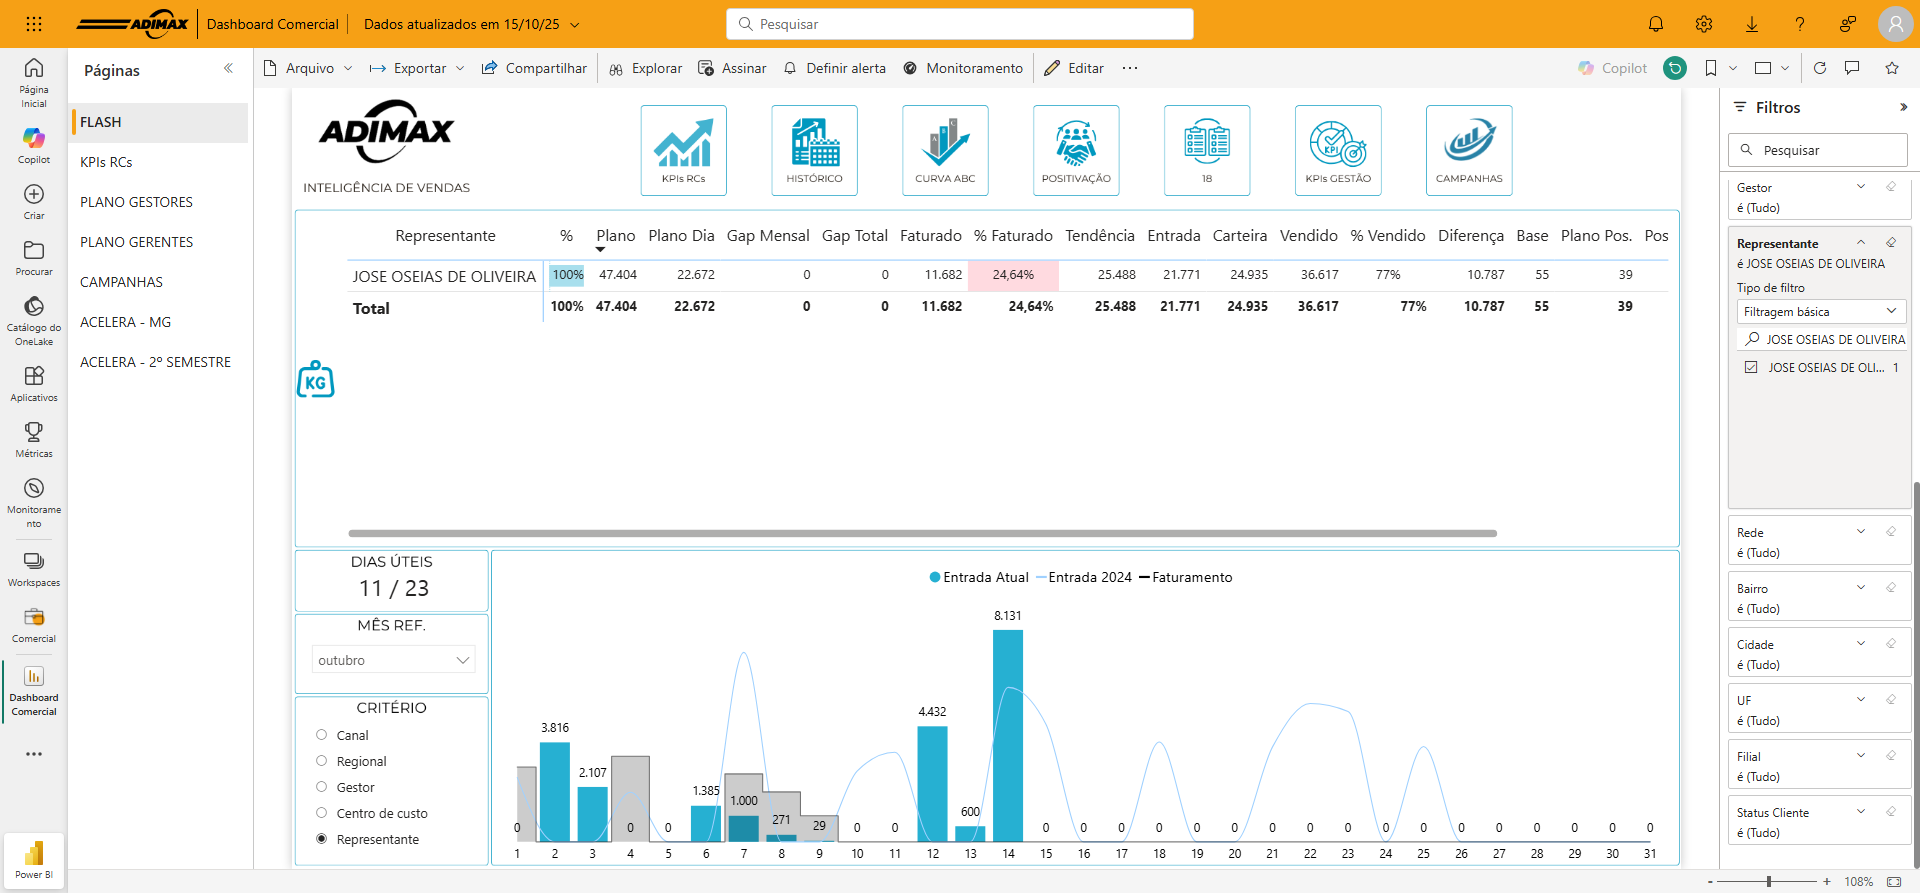 ADIMAX
Dashboard Comercial
Dados atualizados em 15/10/25
Pesquisar
Arquivo
Exportar
Compartilhar
Explorar
Assinar
Definir alerta
Monitoramento
Editar
Copilot
Página
Inicial
Copilot
Criar
Procurar
Catálogo do
OneLake
Aplicativos
Métricas
Monitorame
nto
Workspaces
Comercial
Dashboard
Comercial
Power BI
Páginas
FLASH
KPIs RCs
PLANO GESTORES
PLANO GERENTES
CAMPANHAS
ACELERA - MG
ACELERA - 2º SEMESTRE
ADIMAX
INTELIGÊNCIA DE VENDAS
KPIs RCs
HISTÓRICO
A B C
CURVA ABC
POSITIVAÇÃO
18
KPI
KPIs GESTÃO
CAMPANHAS
Representante % Plano Plano Dia Gap Mensal Gap Total Faturado % Faturado Tendência Entrada Carteira Vendido % Vendido Diferença Base Plano Pos. Pos
JOSE OSEIAS DE OLIVEIRA 100% 47.404 22.672 0 0 11.682 24,64% 25.488 21.771 24.935 36.617 77% 10.787 55 39
Total 100% 47.404 22.672 0 0 11.682 24,64% 25.488 21.771 24.935 36.617 77% 10.787 55 39
KG
DIAS ÚTEIS
11 / 23
MÊS REF.
outubro
CRITÉRIO
Canal
Regional
Gestor
Centro de custo
Representante
Entrada Atual Entrada 2024 Faturamento
0 3.816 2.107 0 0 1.385 1.000 271 29 0 0 4.432 600 8.131 0 0 0 0 0 0 0 0 0 0 0 0 0 0 0 0 0
1 2 3 4 5 6 7 8 9 10 11 12 13 14 15 16 17 18 19 20 21 22 23 24 25 26 27 28 29 30 31
Filtros
Pesquisar
Gestor
é (Tudo)
Representante
é JOSE OSEIAS DE OLIVEIRA
Tipo de filtro
Filtragem básica
JOSE OSEIAS DE OLIVEIRA
JOSE OSEIAS DE OLI... 1
Rede
é (Tudo)
Bairro
é (Tudo)
Cidade
é (Tudo)
UF
é (Tudo)
Filial
é (Tudo)
Status Cliente
é (Tudo)
- + 108%